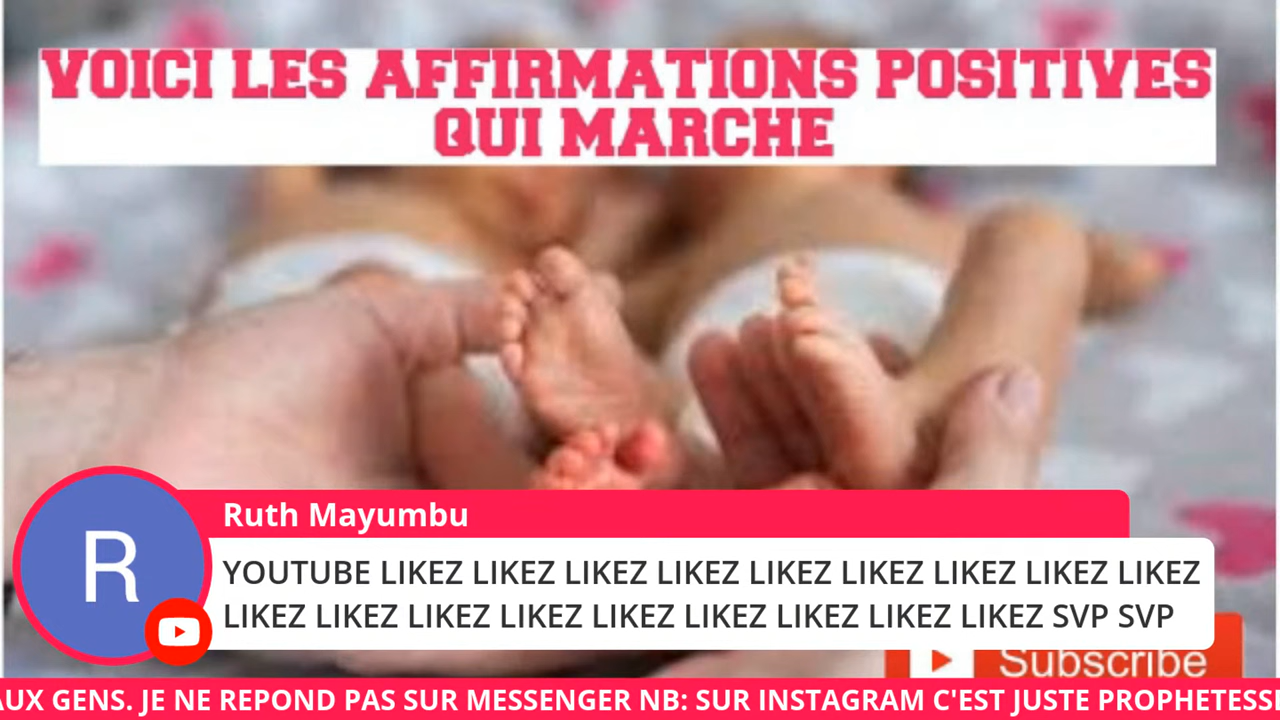 VOICI LES AFFIRMATIONS POSITIVES
QUI MARCHE
Ruth Mayumbu
R
YOUTUBE LIKEZ LIKEZ LIKEZ LIKEZ LIKEZ LIKEZ LIKEZ LIKEZ LIKEZ
LIKEZ LIKEZ LIKEZ LIKEZ LIKEZ LIKEZ LIKEZ LIKEZ LIKEZ SVP SVP
Subscribe
AUX GENS. JE NE REPOND PAS SUR MESSENGER NB: SUR INSTAGRAM C'EST JUSTE PROPHETESSE